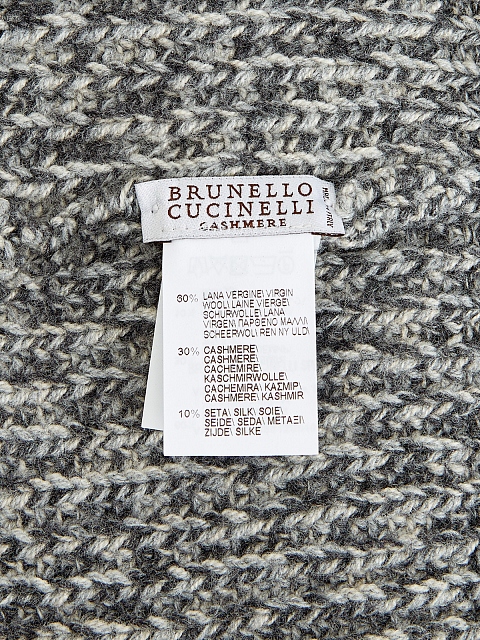 BRUNELLO
CUCINELLI
CASHMERE
60% LANA VERGINE\ VIRGIN
WOOL\ LAINE VIERGE\
SCHURWOLLE\ LANA
VIRGEN\ ΠΑΡΘΕΝΟ ΜΑΛΛΙ\
SCHEERWOL\ REN NY ULD\
30% CASHMERE\
CASHMERE\
CACHEMIRE\
KASCHMIRWOLLE\
CACHEMIRA\ ΚΑΣΜΙΡ\
CASHMERE\ KASHMIR
10% SETA\ SILK\ SOIE\
SEIDE\ SEDA\ ΜΕΤΑΞΙ\
ZIJDE\ SILKE